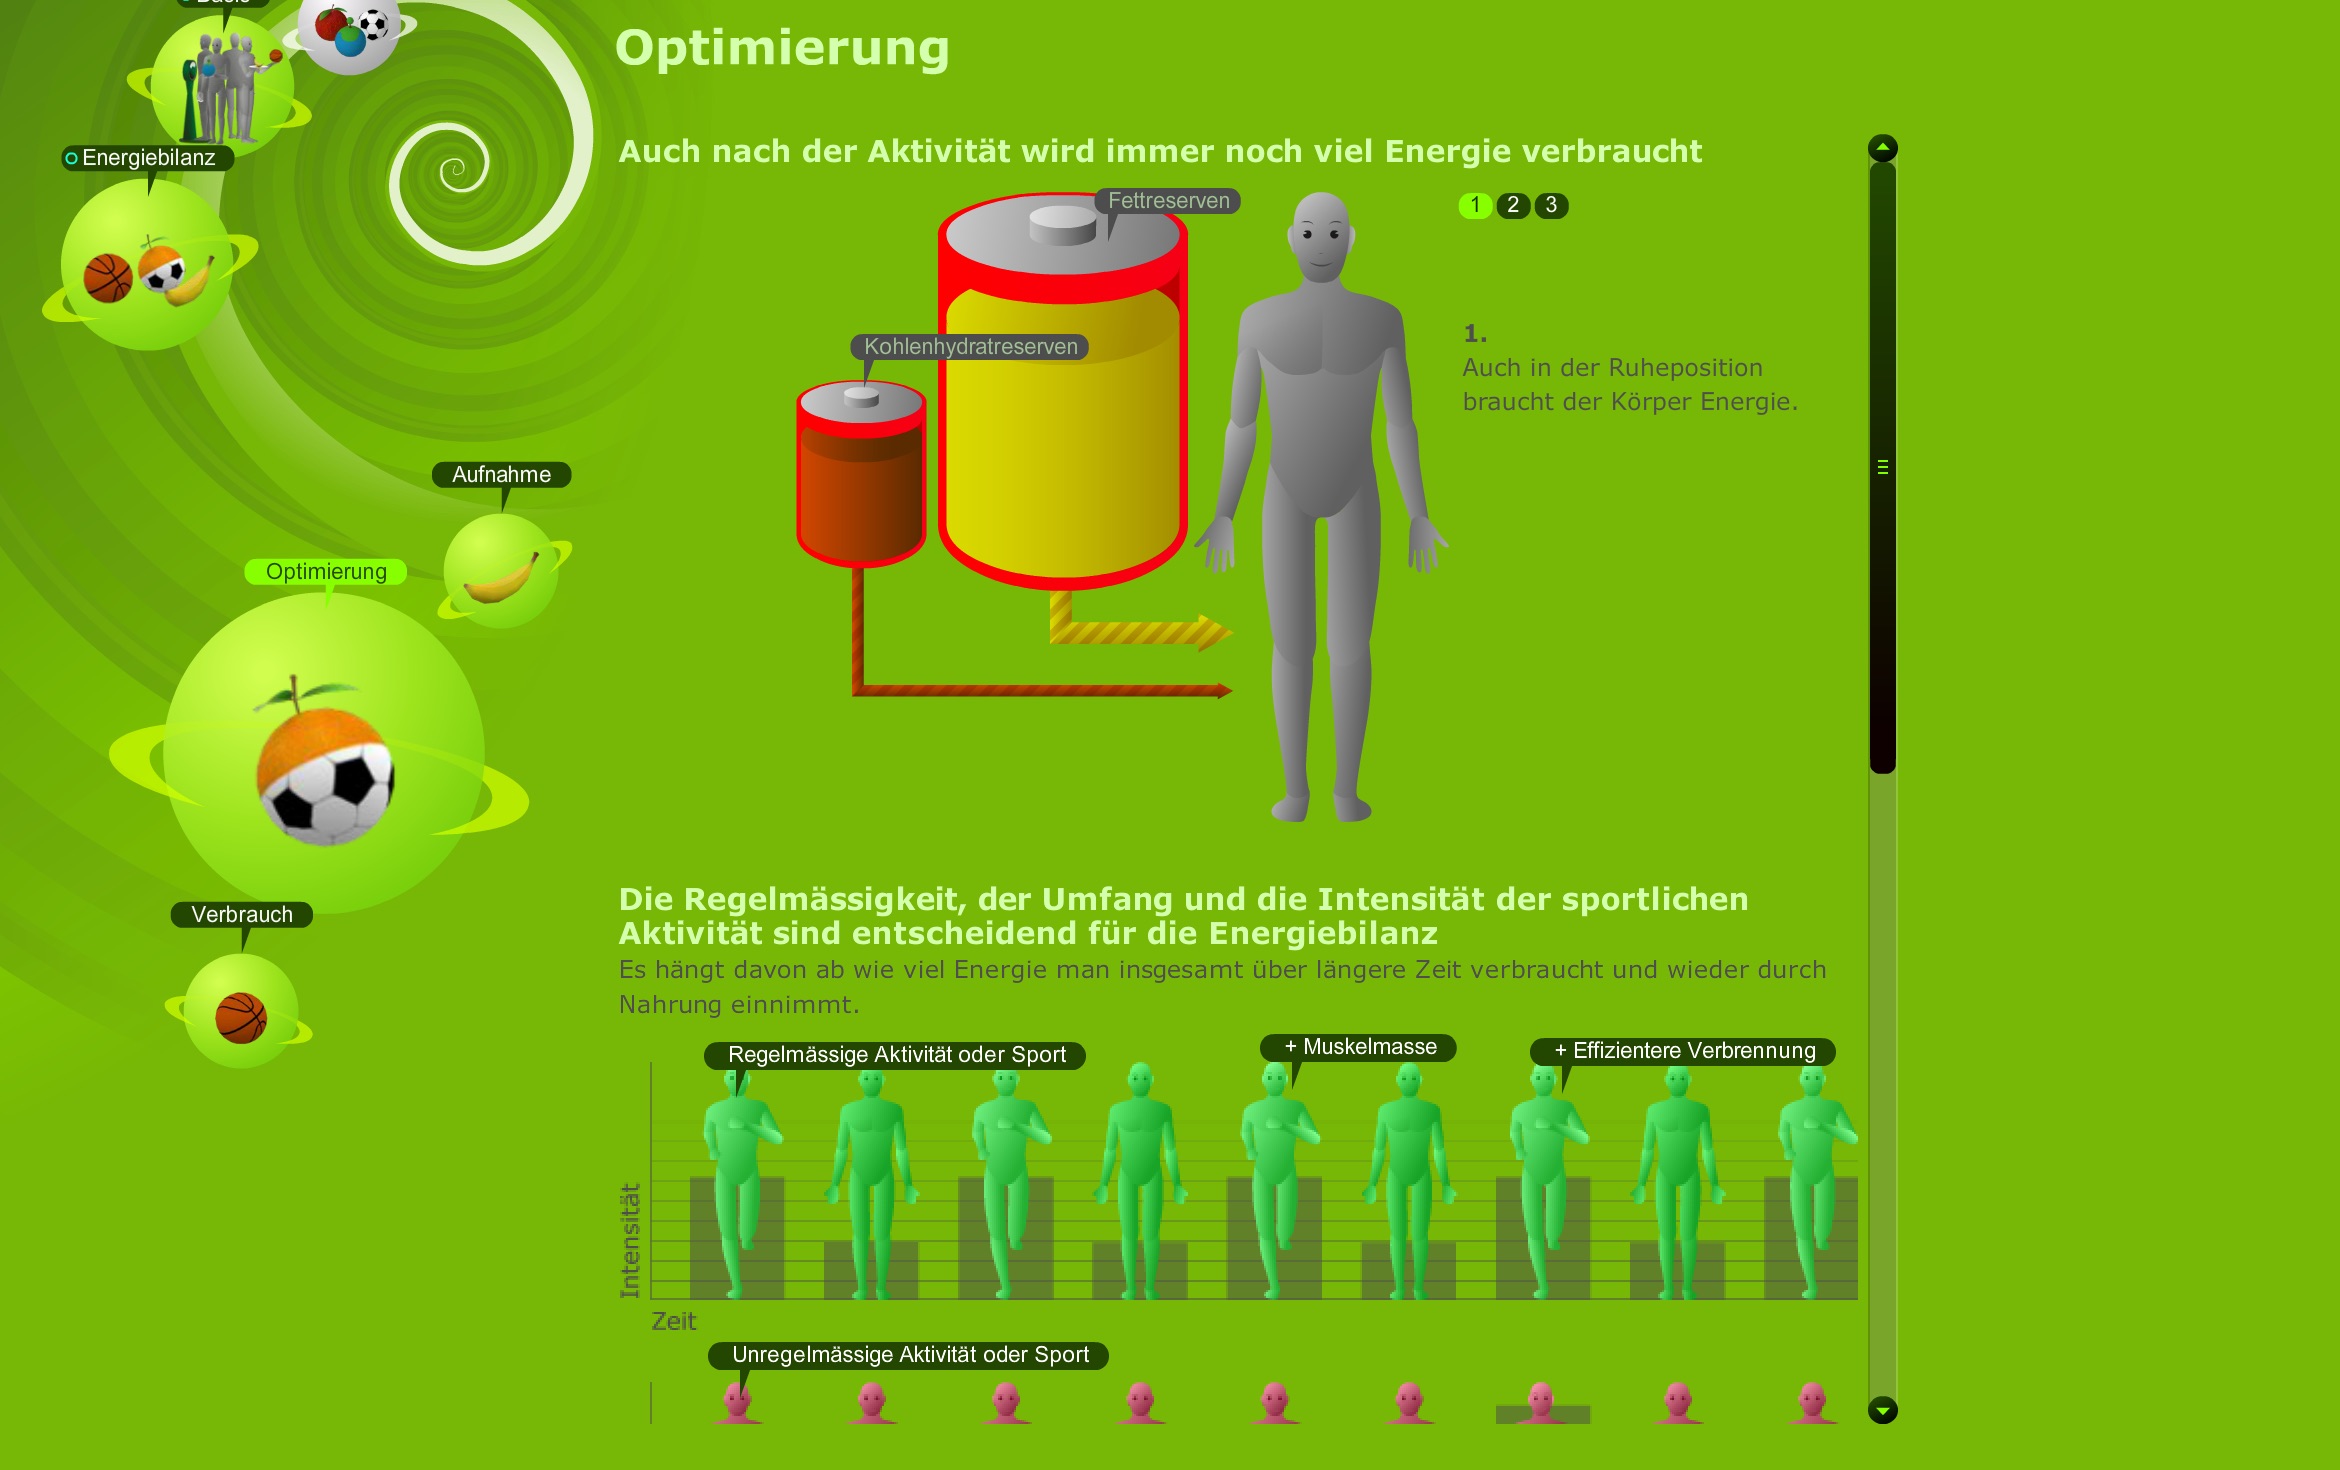 Basis
Energiebilanz
Aufnahme
Optimierung
Verbrauch
Optimierung
Auch nach der Aktivität wird immer noch viel Energie verbraucht
Fettreserven
Kohlenhydratreserven
1 2 3
1.
Auch in der Ruheposition
braucht der Körper Energie.
Die Regelmässigkeit, der Umfang und die Intensität der sportlichen
Aktivität sind entscheidend für die Energiebilanz
Es hängt davon ab wie viel Energie man insgesamt über längere Zeit verbraucht und wieder durch
Nahrung einnimmt.
Regelmässige Aktivität oder Sport
+ Muskelmasse
+ Effizientere Verbrennung
Intensität
Zeit
Unregelmässige Aktivität oder Sport